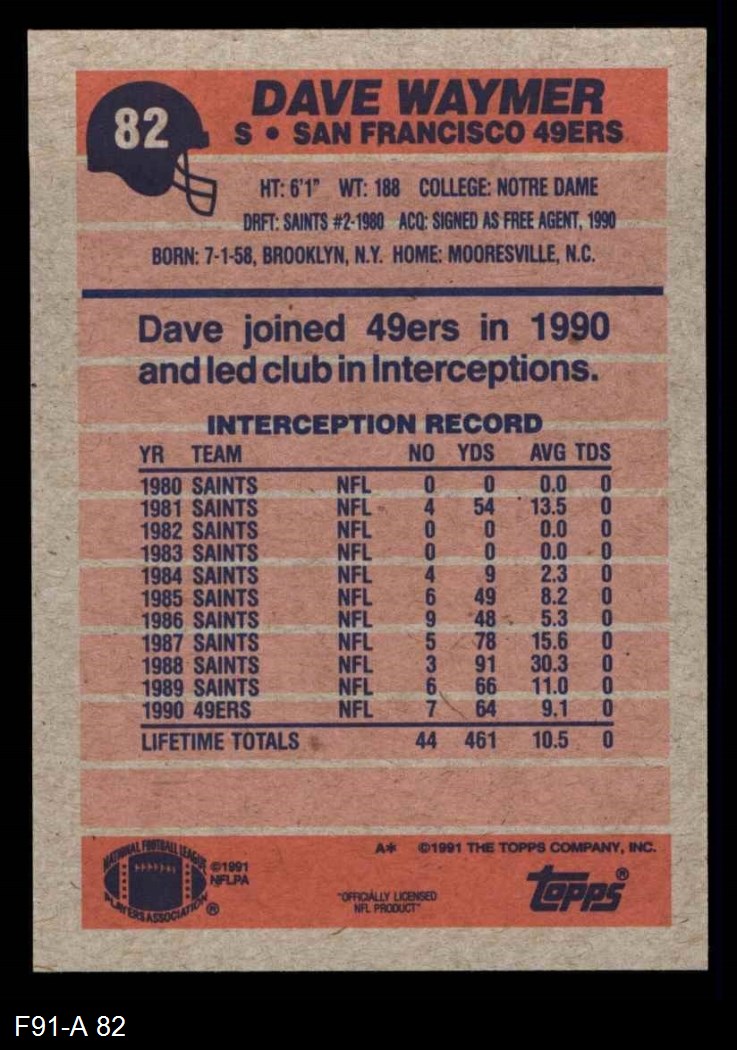 82
DAVE WAYMER
S • SAN FRANCISCO 49ERS
HT: 6'1" WT: 188 COLLEGE: NOTRE DAME
DRFT: SAINTS #2-1980 ACQ: SIGNED AS FREE AGENT, 1990
BORN: 7-1-58, BROOKLYN, N.Y. HOME: MOORESVILLE, N.C.
Dave joined 49ers in 1990
and led club in Interceptions.
INTERCEPTION RECORD
YR TEAM NO YDS AVG TDS
1980 SAINTS NFL 0 0 0.0 0
1981 SAINTS NFL 4 54 13.5 0
1982 SAINTS NFL 0 0 0.0 0
1983 SAINTS NFL 0 0 0.0 0
1984 SAINTS NFL 4 9 2.3 0
1985 SAINTS NFL 6 49 8.2 0
1986 SAINTS NFL 9 48 5.3 0
1987 SAINTS NFL 5 78 15.6 0
1988 SAINTS NFL 3 91 30.3 0
1989 SAINTS NFL 6 66 11.0 0
1990 49ERS NFL 7 64 9.1 0
LIFETIME TOTALS 44 461 10.5 0
A* ©1991 THE TOPPS COMPANY, INC.
NATIONAL FOOTBALL LEAGUE
PLAYERS ASSOCIATION ®
©1991
NFLPA
"OFFICIALLY LICENSED
NFL PRODUCT"
topps®
F91-A 82